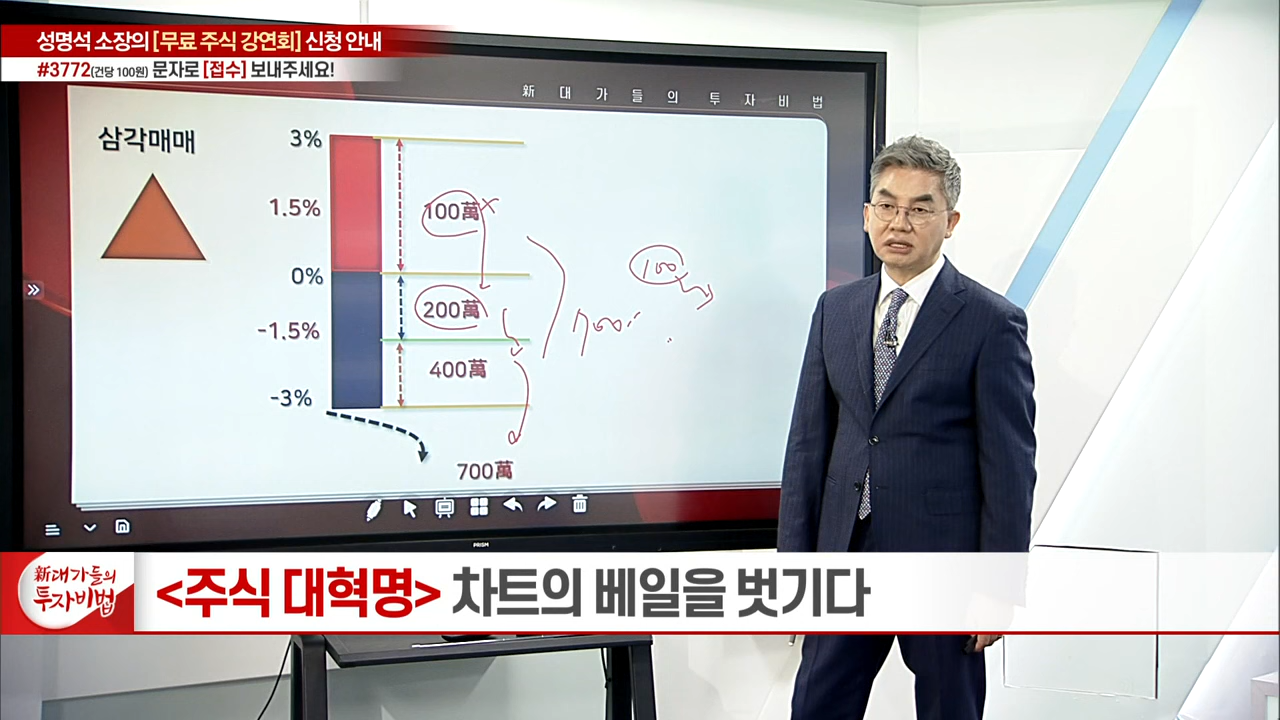 성명석 소장의 [무료 주식 강연회] 신청 안내
#3772(건당 100원) 문자로 [접수] 보내주세요!
新 대 가 들 의 투 자 비 법
삼각매매
3%
1.5%
100萬
0%
100
200萬
700
-1.5%
400萬
-3%
700萬
PRISM
新대가들의
투자비법
<주식 대혁명> 차트의 베일을 벗기다